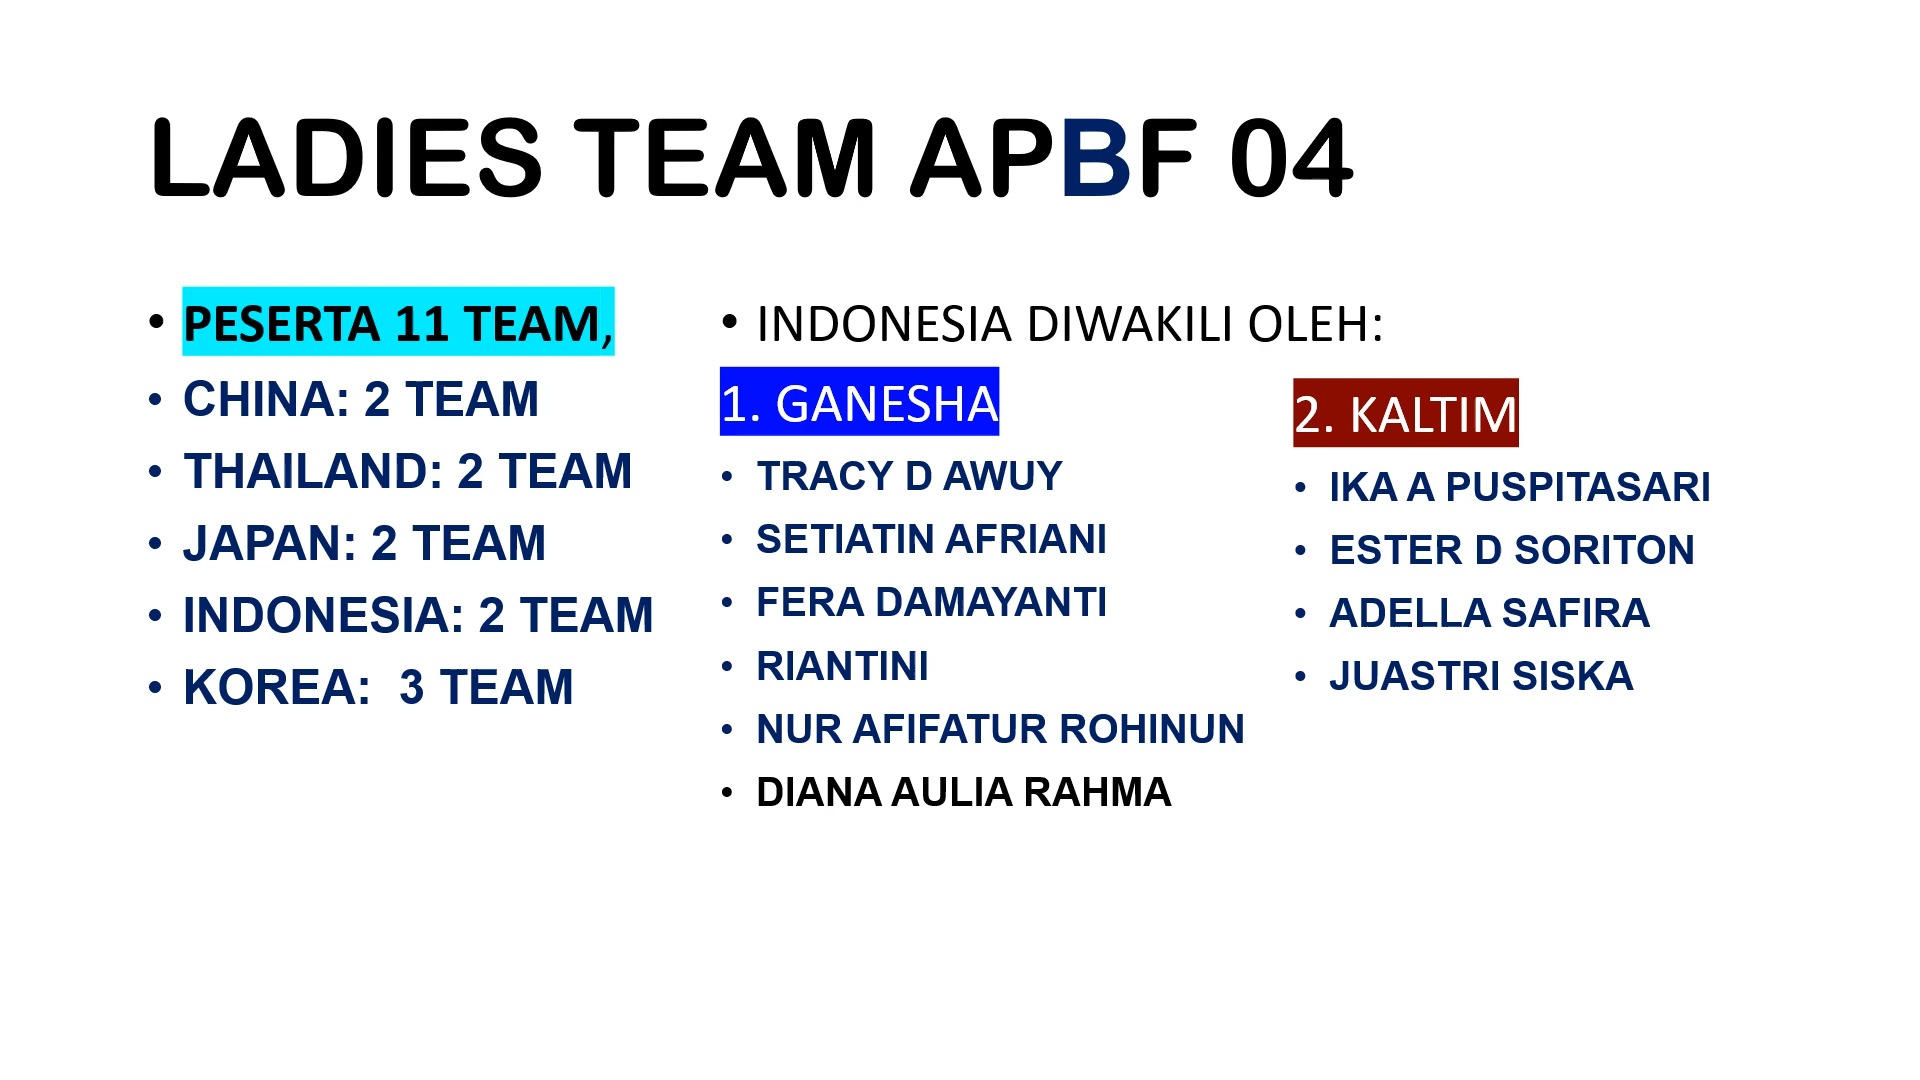 LADIES TEAM APBF 04
• PESERTA 11 TEAM,
• CHINA: 2 TEAM
• THAILAND: 2 TEAM
• JAPAN: 2 TEAM
• INDONESIA: 2 TEAM
• KOREA:  3 TEAM
• INDONESIA DIWAKILI OLEH:
1. GANESHA
• TRACY D AWUY
• SETIATIN AFRIANI
• FERA DAMAYANTI
• RIANTINI
• NUR AFIFATUR ROHINUN
• DIANA AULIA RAHMA
2. KALTIM
• IKA A PUSPITASARI
• ESTER D SORITON
• ADELLA SAFIRA
• JUASTRI SISKA